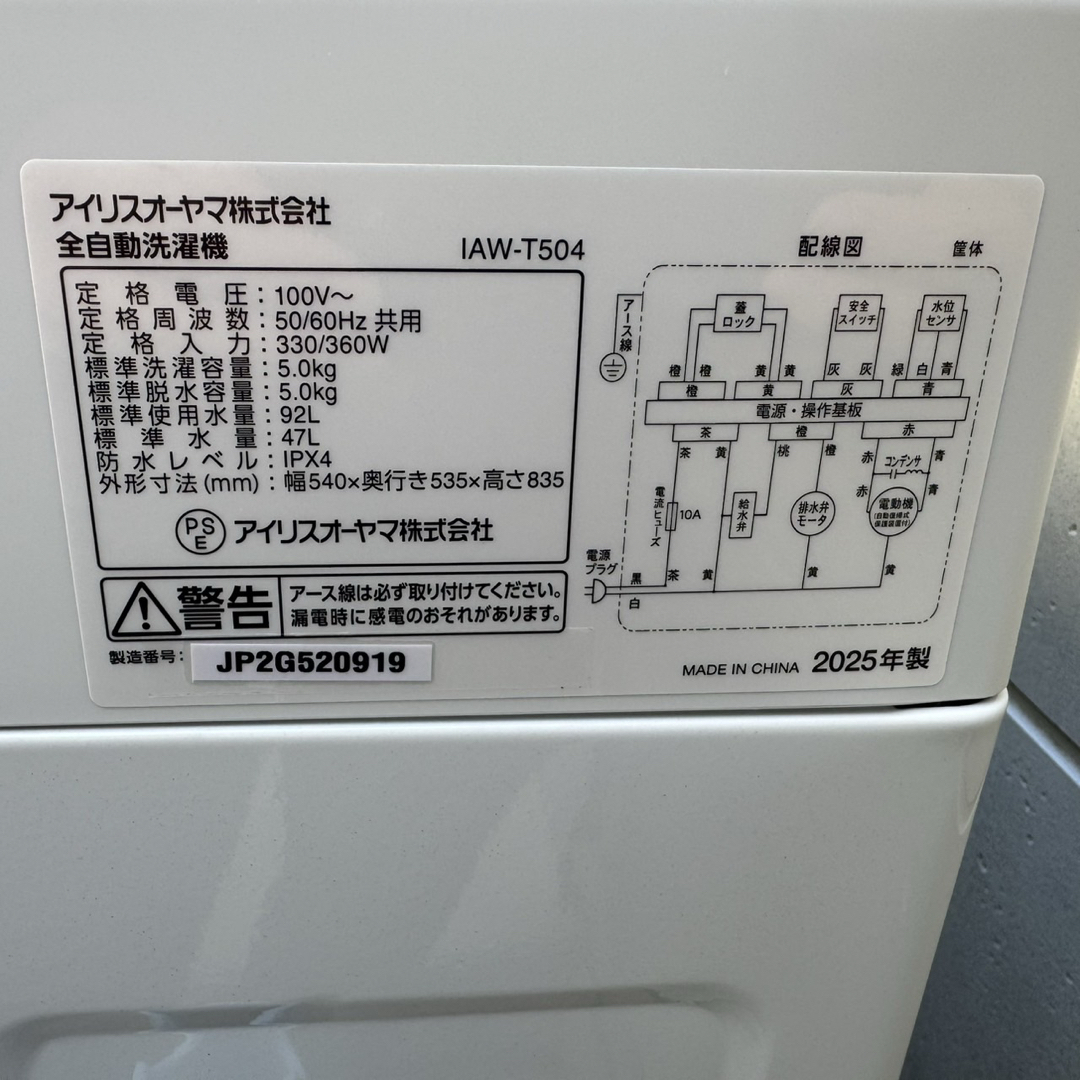 アイリスオーヤマ株式会社
全自動洗濯機 IAW-T504
定格電圧：100V～
定格周波数：50/60Hz 共用
定格入力：330/360W
標準洗濯容量：5.0kg
標準脱水容量：5.0kg
標準使用水量：92L
標準水量：47L
防水レベル：IPX4
外形寸法(mm)：幅540×奥行き535×高さ835
PSE アイリスオーヤマ株式会社
警告
アース線は必ず取り付けてください。
漏電時に感電のおそれがあります。
製造番号： JP2G520919
配線図 筐体
アース線
蓋ロック
安全スイッチ
水位センサ
橙 橙 黄 黄 灰 灰 緑 白 青
橙 黄 灰 青
電源・操作基板
茶 橙 赤
茶 黄 桃 橙 赤 青
コンデンサ
赤 青
電流ヒューズ
10A
給水弁
排水弁モータ
電動機
(自動復帰式
保護装置付)
電源プラグ
黒 茶 黄 黄 黄
白
MADE IN CHINA 2025年製